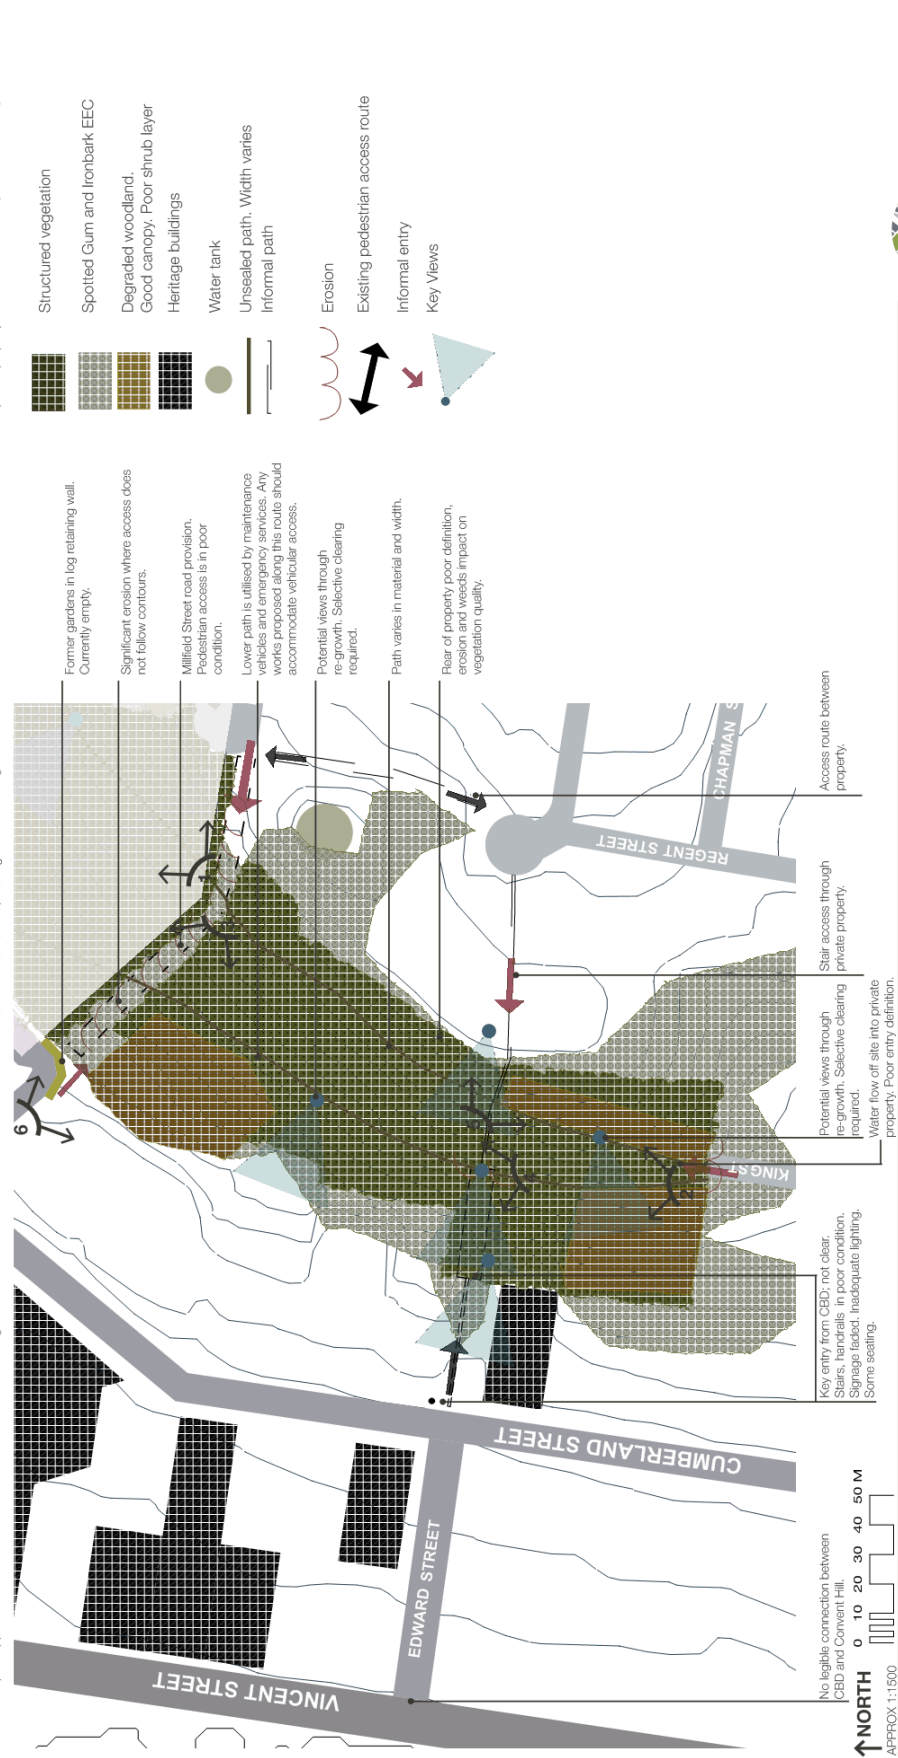 Structured vegetation
Spotted Gum and Ironbark EEC
Degraded woodland.
Good canopy. Poor shrub layer
Heritage buildings
Water tank
Unsealed path. Width varies
Informal path
Erosion
Existing pedestrian access route
Informal entry
Key Views
Former gardens in log retaining wall.
Currently empty.
Significant erosion where access does
not follow contours.
Millfield Street road provision.
Pedestrian access is in poor
condition.
Lower path is utilised by maintenance
vehicles and emergency services. Any
works proposed along this route should
accommodate vehicular access.
Potential views through
re-growth. Selective clearing
required.
Path varies in material and width.
Rear of property poor definition,
erosion and weeds impact on
vegetation quality.
Access route between
property.
Stair access through
private property.
Potential views through
re-growth. Selective clearing
required.
Water flow off site into private
property. Poor entry definition.
Key entry from CBD: not clear.
Stairs, handrails in poor condition.
Signage faded. Inadequate lighting.
Some seating.
No legible connection between
CBD and Convent Hill.
VINCENT STREET
EDWARD STREET
CUMBERLAND STREET
REGENT STREET
CHAPMAN S
KINGST
6
2
0 10 20 30 40 50 M
NORTH
APPROX 1:1500